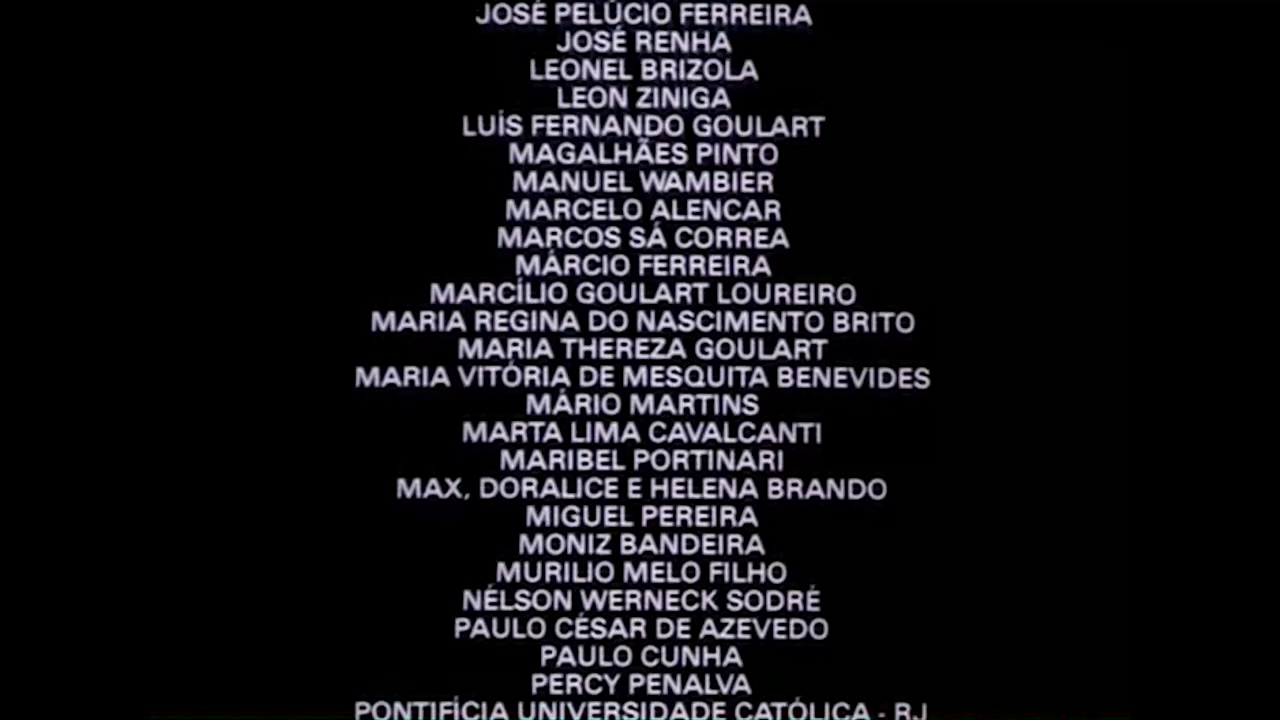 JOSÉ PELÚCIO FERREIRA
JOSÉ RENHA
LEONEL BRIZOLA
LEON ZINIGA
LUÍS FERNANDO GOULART
MAGALHÃES PINTO
MANUEL WAMBIER
MARCELO ALENCAR
MARCOS SÁ CORREA
MÁRCIO FERREIRA
MARCÍLIO GOULART LOUREIRO
MARIA REGINA DO NASCIMENTO BRITO
MARIA THEREZA GOULART
MARIA VITÓRIA DE MESQUITA BENEVIDES
MÁRIO MARTINS
MARTA LIMA CAVALCANTI
MARIBEL PORTINARI
MAX, DORALICE E HELENA BRANDO
MIGUEL PEREIRA
MONIZ BANDEIRA
MURILIO MELO FILHO
NÉLSON WERNECK SODRÉ
PAULO CÉSAR DE AZEVEDO
PAULO CUNHA
PERCY PENALVA
PONTIFÍCIA UNIVERSIDADE CATÓLICA - RJ